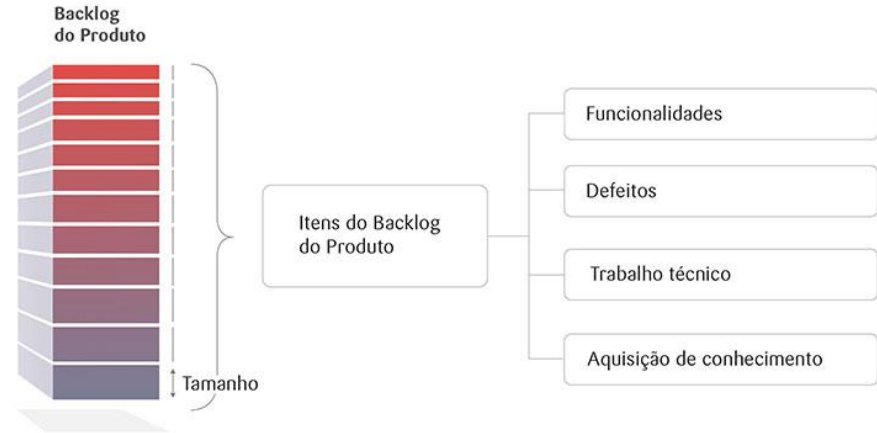 Backlog
do Produto
Funcionalidades
Defeitos
Itens do Backlog
do Produto
Trabalho técnico
Aquisição de conhecimento
Tamanho